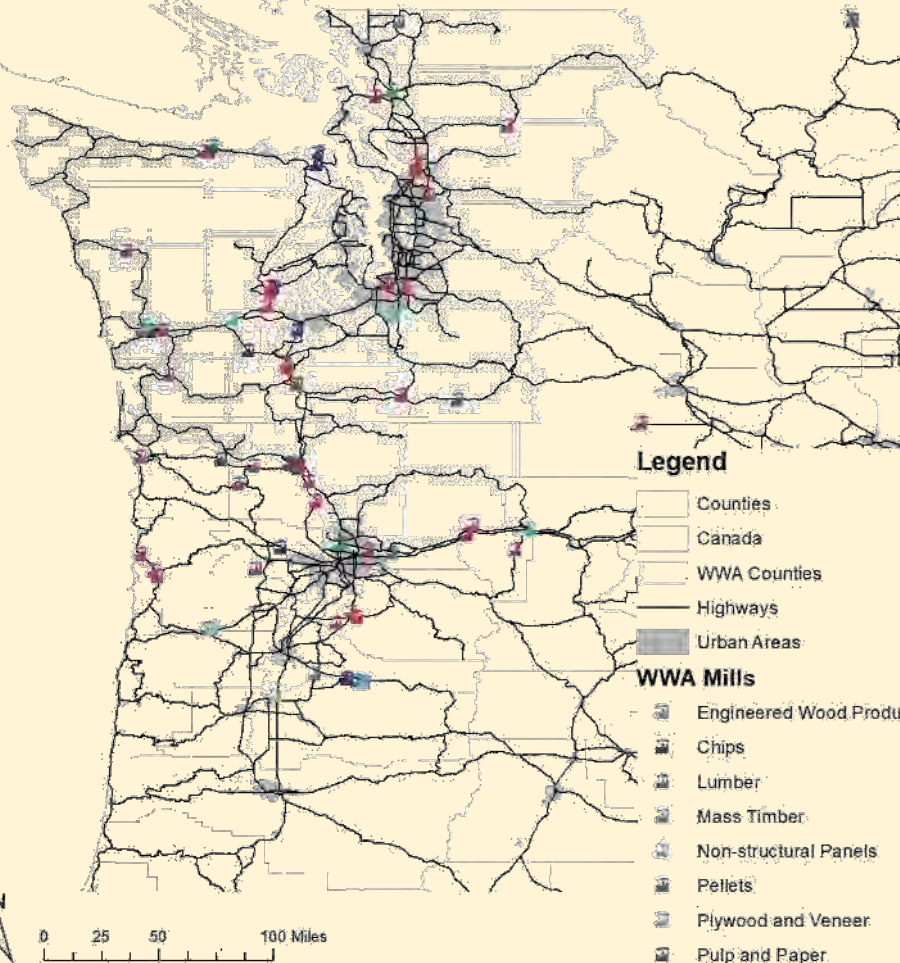 Legend
Counties
Canada
WWA Counties
Highways
Urban Areas
WWA Mills
Engineered Wood Produ
Chips
Lumber
Mass Timber
Non-structural Panels
Pellets
Plywood and Veneer
Pulp and Paper
N
0 25 50 100 Miles